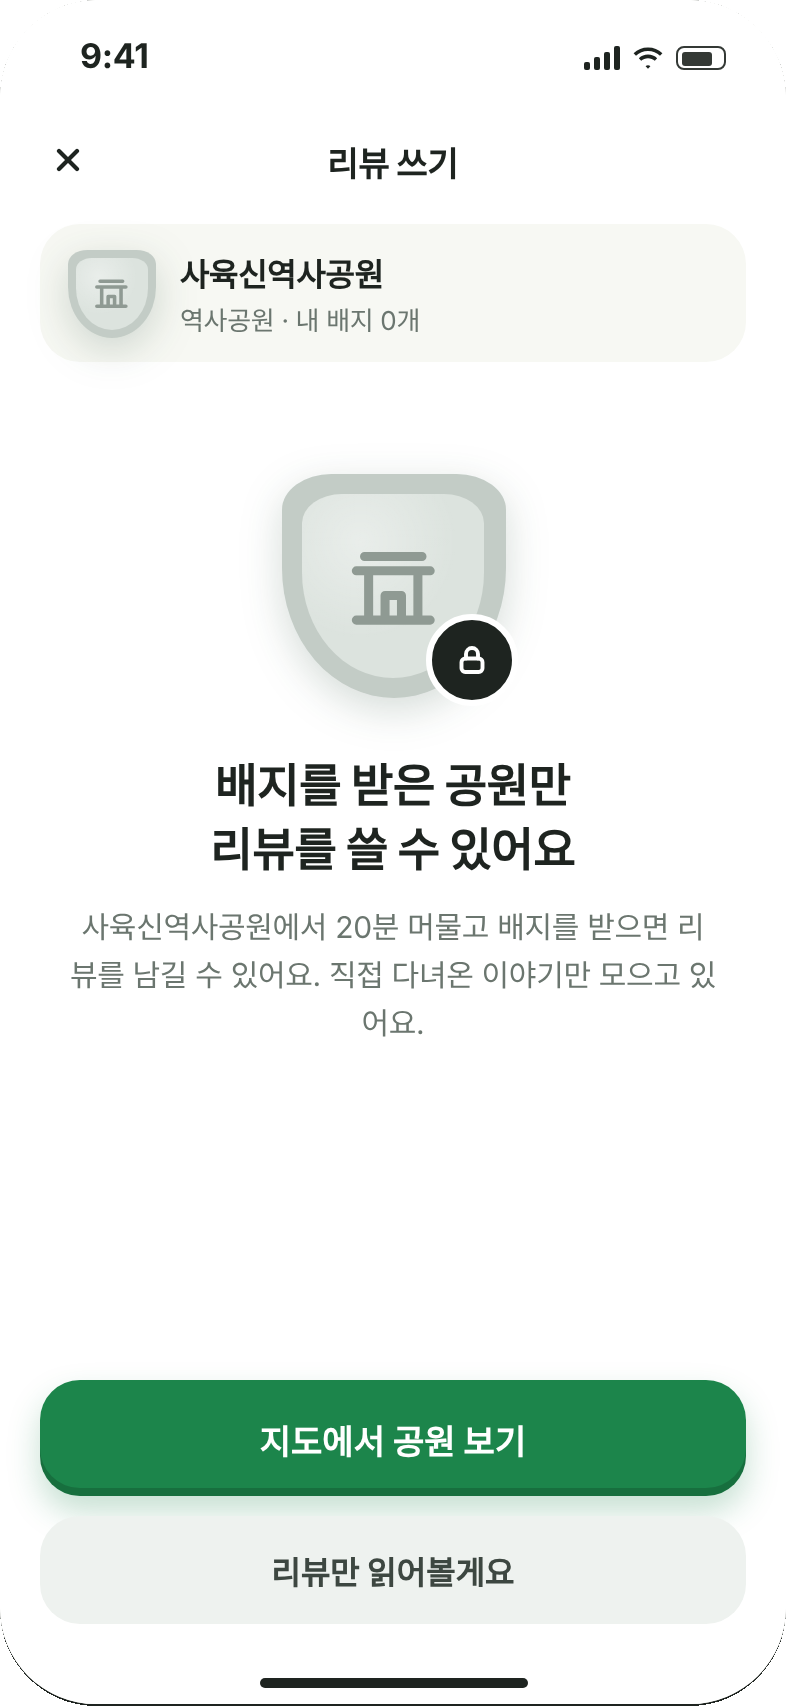 9:41
리뷰 쓰기
사육신역사공원
역사공원 · 내 배지 0개
배지를 받은 공원만
리뷰를 쓸 수 있어요
사육신역사공원에서 20분 머물고 배지를 받으면 리
뷰를 남길 수 있어요. 직접 다녀온 이야기만 모으고 있
어요.
지도에서 공원 보기
리뷰만 읽어볼게요